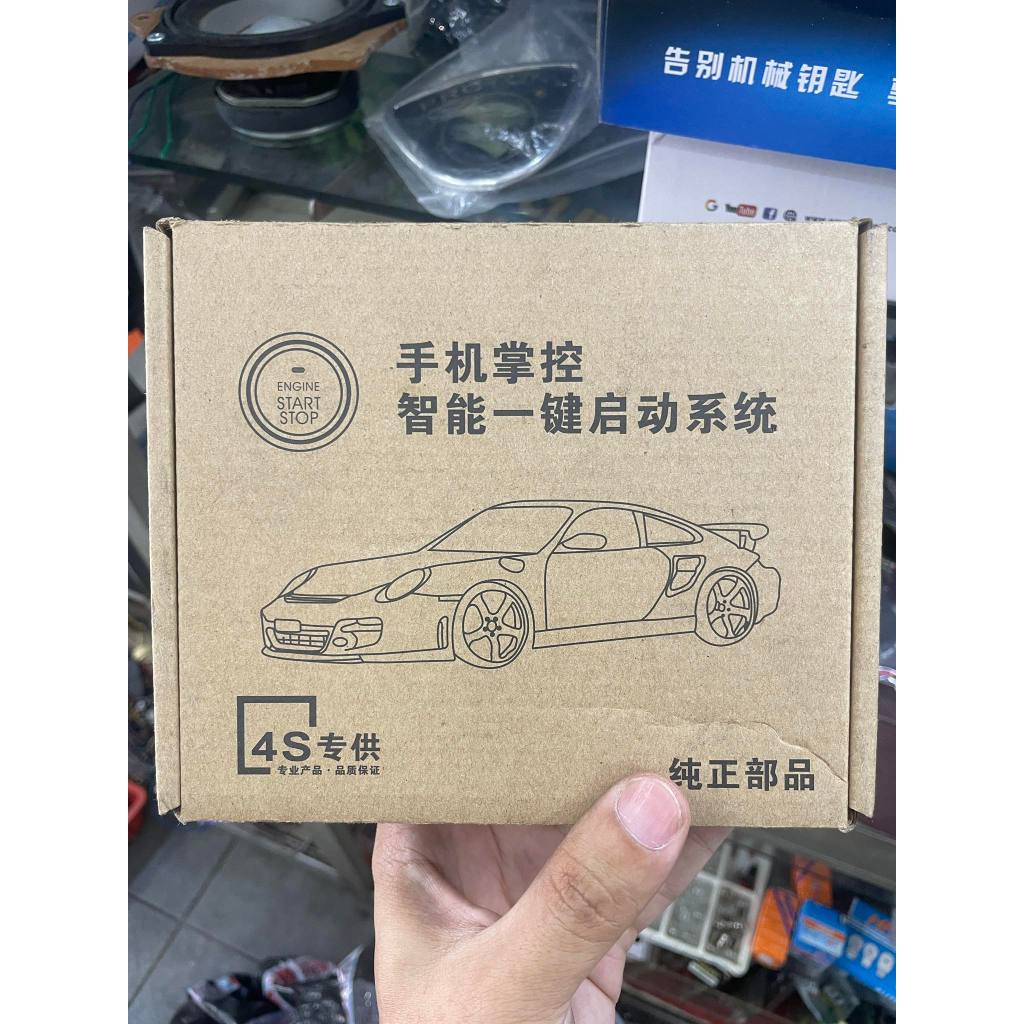 告别机械钥匙
YouTube
ENGINE
START
STOP
手机掌控
智能一键启动系统
4S专供
专业产品·品质保证
纯正部品